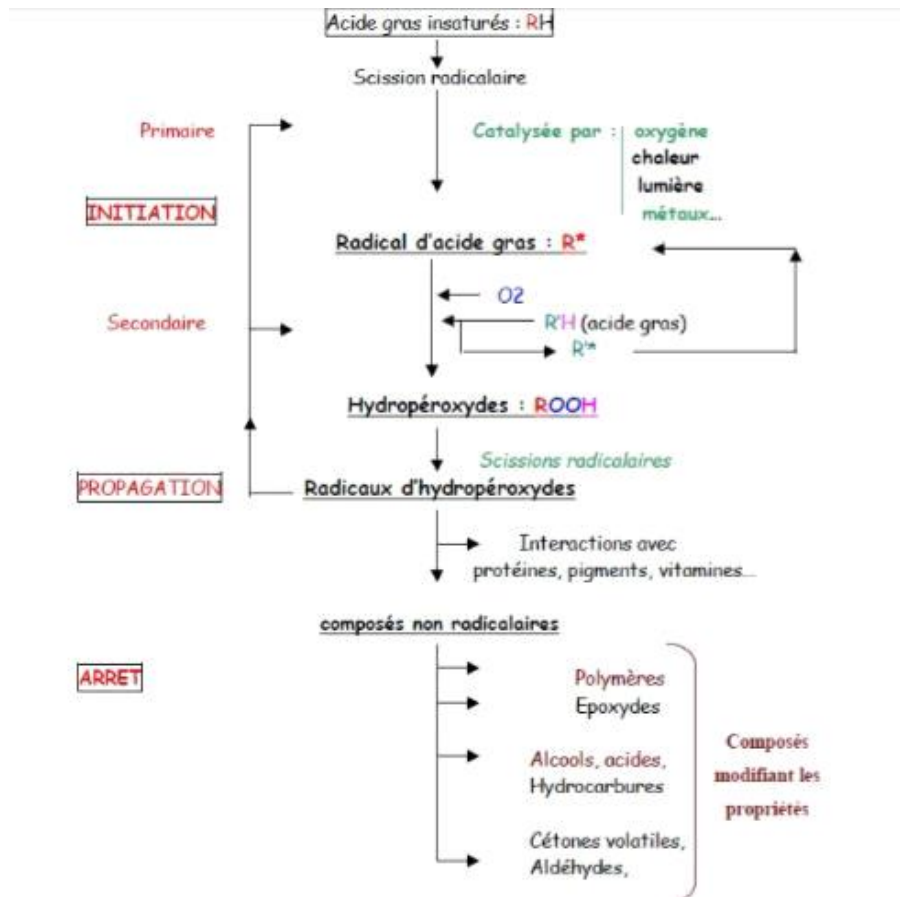 Acide gras insaturés : RH
Scission radicalaire
Primaire
Catalysée par : oxygène
chaleur
lumière
métaux...
INITIATION
Radical d'acide gras : R*
O2
R'H (acide gras)
Secondaire
R'*
Hydropéroxydes : ROOH
Scissions radicalaires
PROPAGATION
Radicaux d'hydropéroxydes
Interactions avec
protéines, pigments, vitamines...
composés non radicalaires
ARRET
Polymères
Epoxydes
Alcools, acides,
Hydrocarbures
Cétones volatiles,
Aldéhydes,
Composés
modifiant les
propriétés